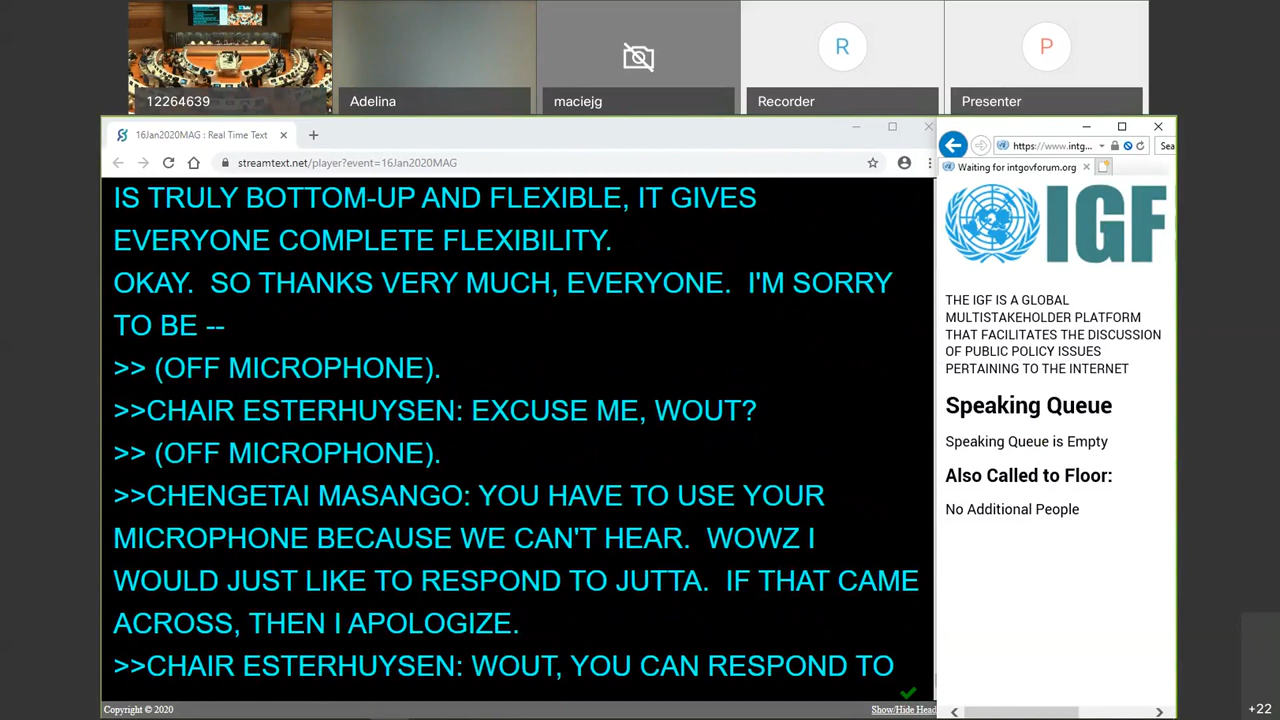 12264639
Adelina
maciejg
R
Recorder
P
Presenter
16Jan2020MAG : Real Time Text
streamtext.net/player?event=16Jan2020MAG
IS TRULY BOTTOM-UP AND FLEXIBLE, IT GIVES
EVERYONE COMPLETE FLEXIBILITY.
OKAY. SO THANKS VERY MUCH, EVERYONE. I'M SORRY
TO BE --
>> (OFF MICROPHONE).
>>CHAIR ESTERHUYSEN: EXCUSE ME, WOUT?
>> (OFF MICROPHONE).
>>CHENGETAI MASANGO: YOU HAVE TO USE YOUR
MICROPHONE BECAUSE WE CAN'T HEAR. WOWZ I
WOULD JUST LIKE TO RESPOND TO JUTTA. IF THAT CAME
ACROSS, THEN I APOLOGIZE.
>>CHAIR ESTERHUYSEN: WOUT, YOU CAN RESPOND TO
Copyright © 2020
Show/Hide Head
https://www.intg...
Sea
Waiting for intgovforum.org
IGF
THE IGF IS A GLOBAL
MULTISTAKEHOLDER PLATFORM
THAT FACILITATES THE DISCUSSION
OF PUBLIC POLICY ISSUES
PERTAINING TO THE INTERNET
Speaking Queue
Speaking Queue is Empty
Also Called to Floor:
No Additional People
+22